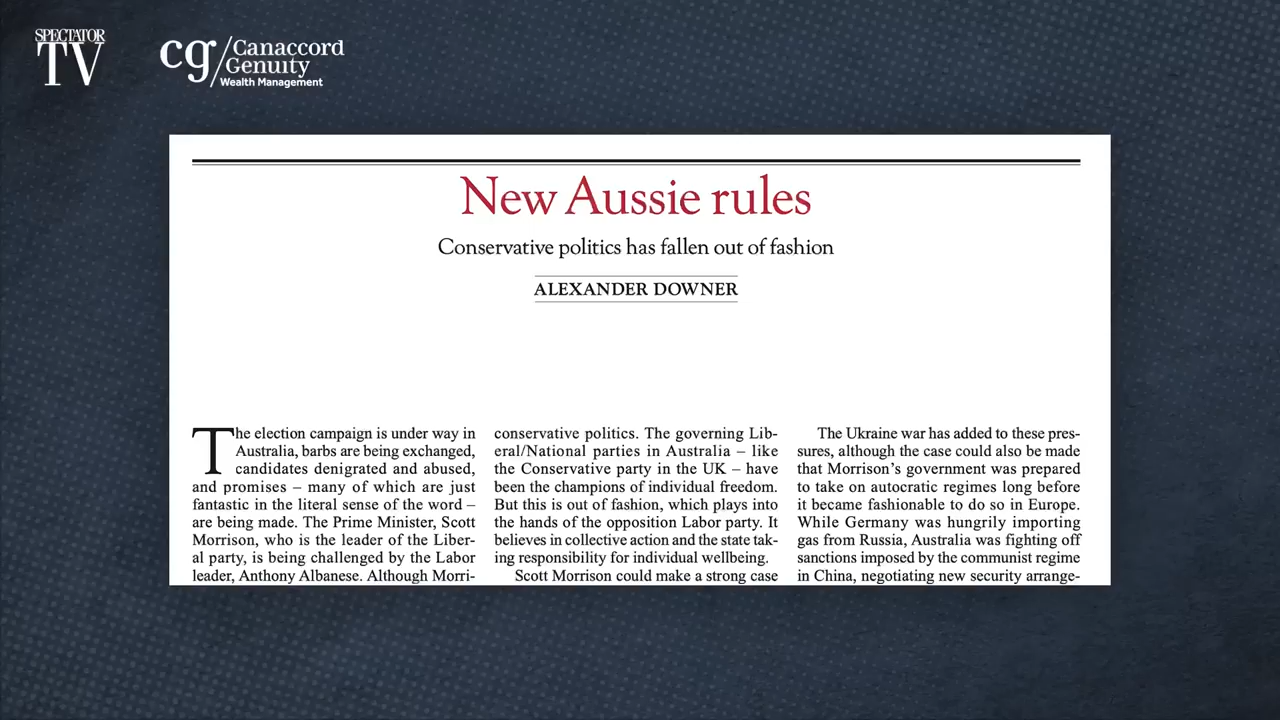 SPECTATOR
TV
cg/Canaccord
Genuity
Wealth Management
New Aussie rules
Conservative politics has fallen out of fashion
ALEXANDER DOWNER
The election campaign is under way in
Australia, barbs are being exchanged,
candidates denigrated and abused,
and promises – many of which are just
fantastic in the literal sense of the word –
are being made. The Prime Minister, Scott
Morrison, who is the leader of the Liber-
al party, is being challenged by the Labor
leader, Anthony Albanese. Although Morri-
conservative politics. The governing Lib-
eral/National parties in Australia – like
the Conservative party in the UK – have
been the champions of individual freedom.
But this is out of fashion, which plays into
the hands of the opposition Labor party. It
believes in collective action and the state tak-
ing responsibility for individual wellbeing.
Scott Morrison could make a strong case
The Ukraine war has added to these pres-
sures, although the case could also be made
that Morrison's government was prepared
to take on autocratic regimes long before
it became fashionable to do so in Europe.
While Germany was hungrily importing
gas from Russia, Australia was fighting off
sanctions imposed by the communist regime
in China, negotiating new security arrange-